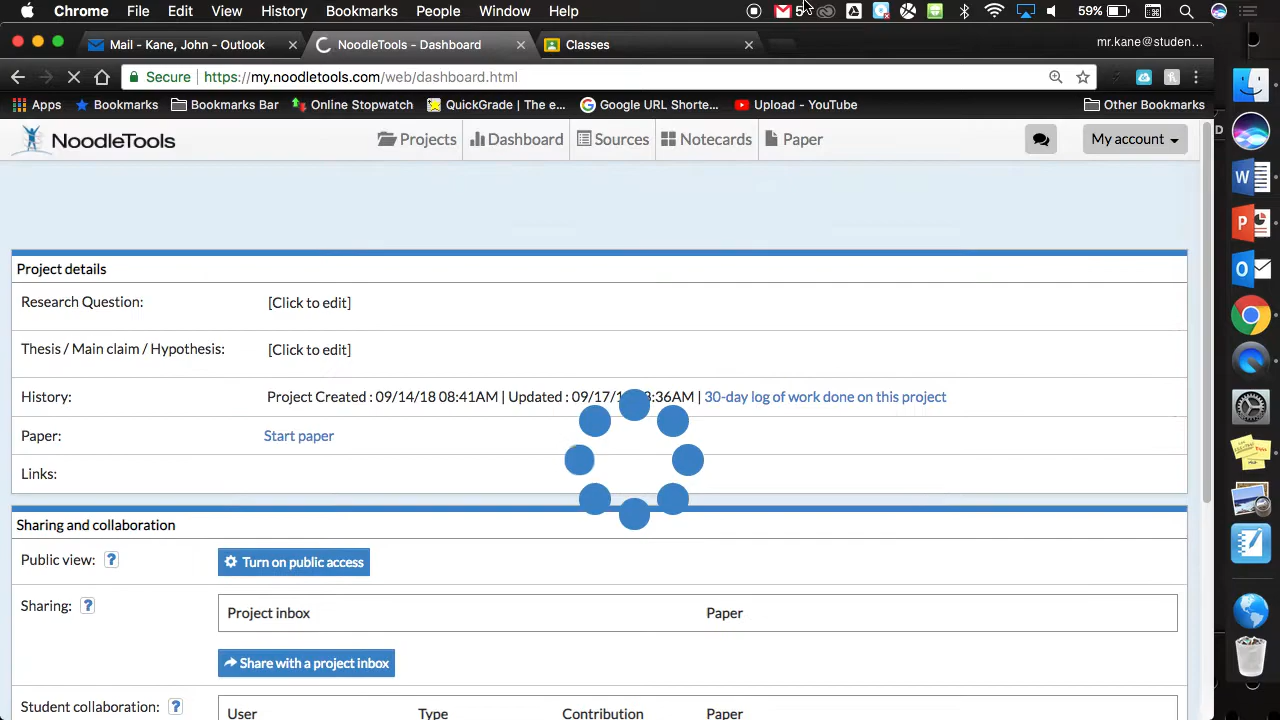 Chrome File Edit View History Bookmarks People Window Help 59%
Mail - Kane, John - Outlook NoodleTools - Dashboard Classes mr.kane@studen...
Secure https://my.noodletools.com/web/dashboard.html
Apps Bookmarks Bookmarks Bar Online Stopwatch QuickGrade | The e... Google URL Shorte... Upload - YouTube Other Bookmarks
NoodleTools Projects Dashboard Sources Notecards Paper My account
Project details
Research Question: [Click to edit]
Thesis / Main claim / Hypothesis: [Click to edit]
History: Project Created : 09/14/18 08:41AM | Updated : 09/17/ :36AM | 30-day log of work done on this project
Paper: Start paper
Links:
Sharing and collaboration
Public view: ? Turn on public access
Sharing: ? Project inbox Paper
Share with a project inbox
Student collaboration: ? User Type Contribution Paper